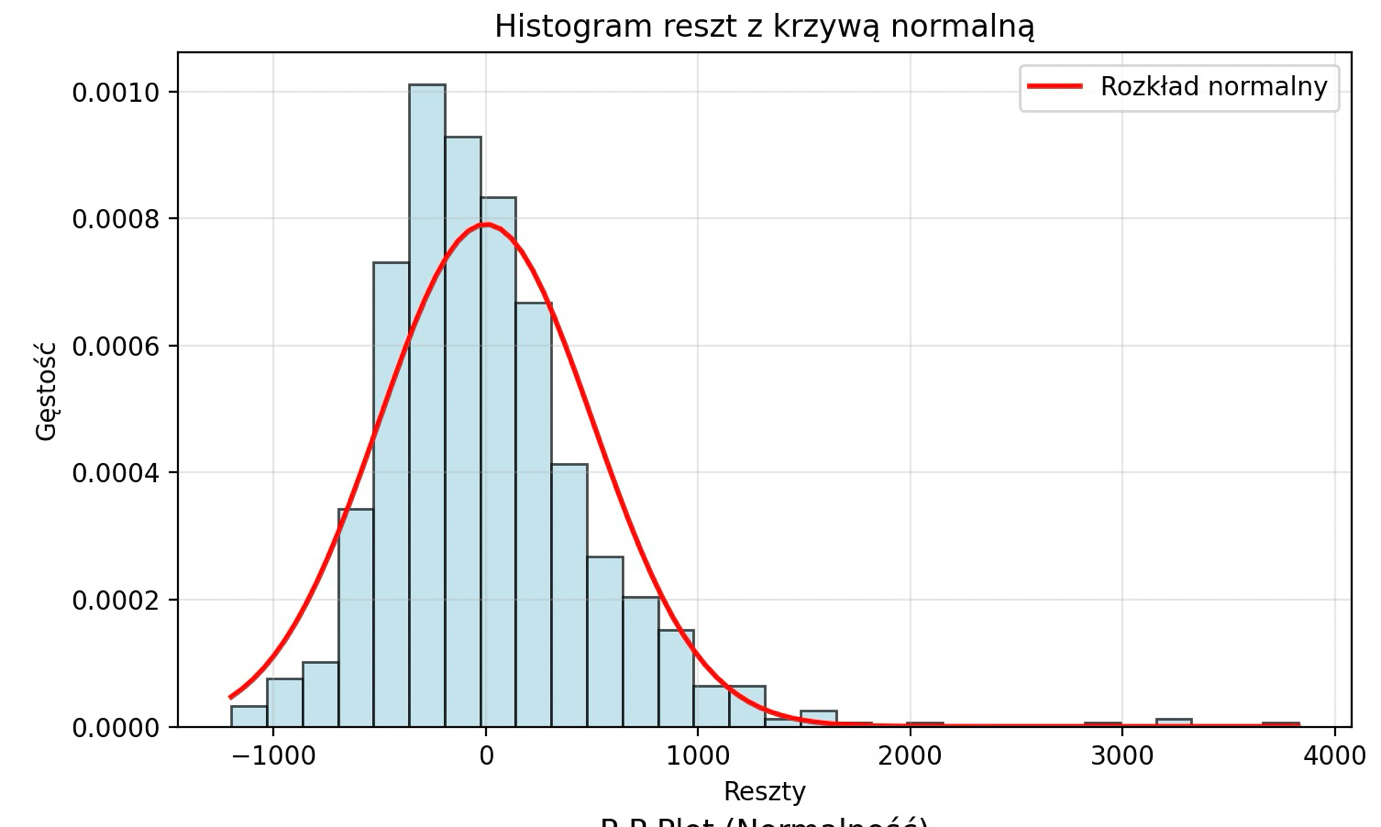 Histogram reszt z krzywą normalną
Rozkład normalny
Gęstość
0.0010
0.0008
0.0006
0.0004
0.0002
0.0000
−1000 0 1000 2000 3000 4000
Reszty
(Normalność)